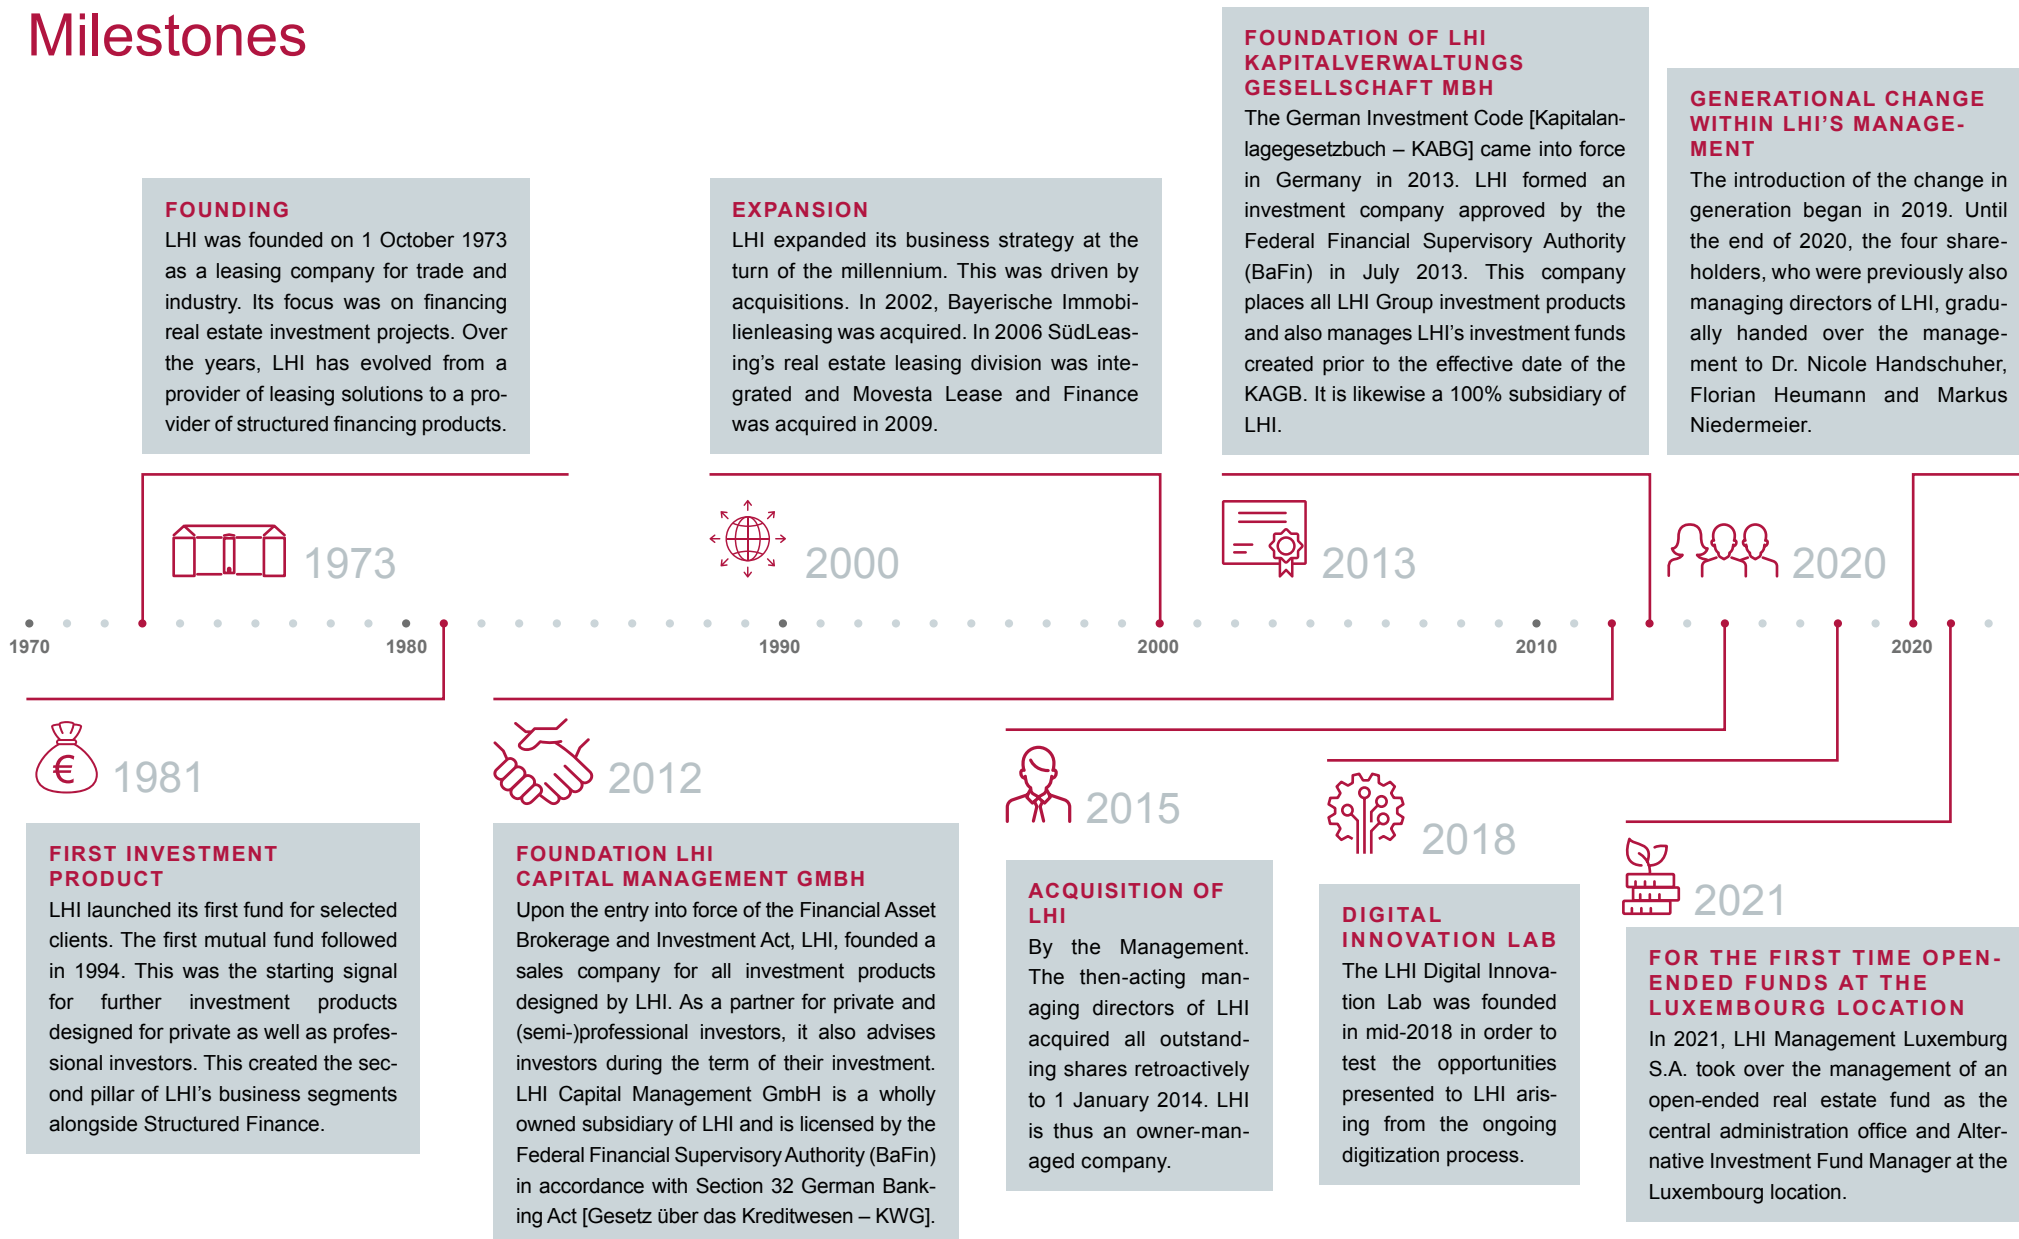 Milestones
FOUNDING
LHI was founded on 1 October 1973
as a leasing company for trade and
industry. Its focus was on financing
real estate investment projects. Over
the years, LHI has evolved from a
provider of leasing solutions to a pro-
vider of structured financing products.
EXPANSION
LHI expanded its business strategy at the
turn of the millennium. This was driven by
acquisitions. In 2002, Bayerische Immobi-
lienleasing was acquired. In 2006 SüdLeas-
ing's real estate leasing division was inte-
grated and Movesta Lease and Finance
was acquired in 2009.
FOUNDATION OF LHI
KAPITALVERWALTUNGS
GESELLSCHAFT MBH
The German Investment Code [Kapitalan-
lagegesetzbuch – KABG] came into force
in Germany in 2013. LHI formed an
investment company approved by the
Federal Financial Supervisory Authority
(BaFin) in July 2013. This company
places all LHI Group investment products
and also manages LHI's investment funds
created prior to the effective date of the
KAGB. It is likewise a 100% subsidiary of
LHI.
GENERATIONAL CHANGE
WITHIN LHI'S MANAGE-
MENT
The introduction of the change in
generation began in 2019. Until
the end of 2020, the four share-
holders, who were previously also
managing directors of LHI, gradu-
ally handed over the manage-
ment to Dr. Nicole Handschuher,
Florian Heumann and Markus
Niedermeier.
1973
2000
2013
2020
1970
1980
1990
2000
2010
2020
€
1981
FIRST INVESTMENT
PRODUCT
LHI launched its first fund for selected
clients. The first mutual fund followed
in 1994. This was the starting signal
for further investment products
designed for private as well as profes-
sional investors. This created the sec-
ond pillar of LHI's business segments
alongside Structured Finance.
2012
FOUNDATION LHI
CAPITAL MANAGEMENT GMBH
Upon the entry into force of the Financial Asset
Brokerage and Investment Act, LHI, founded a
sales company for all investment products
designed by LHI. As a partner for private and
(semi-)professional investors, it also advises
investors during the term of their investment.
LHI Capital Management GmbH is a wholly
owned subsidiary of LHI and is licensed by the
Federal Financial Supervisory Authority (BaFin)
in accordance with Section 32 German Bank-
ing Act [Gesetz über das Kreditwesen – KWG].
2015
ACQUISITION OF
LHI
By the Management.
The then-acting man-
aging directors of LHI
acquired all outstand-
ing shares retroactively
to 1 January 2014. LHI
is thus an owner-man-
aged company.
2018
DIGITAL
INNOVATION LAB
The LHI Digital Innova-
tion Lab was founded
in mid-2018 in order to
test the opportunities
presented to LHI aris-
ing from the ongoing
digitization process.
2021
FOR THE FIRST TIME OPEN-
ENDED FUNDS AT THE
LUXEMBOURG LOCATION
In 2021, LHI Management Luxemburg
S.A. took over the management of an
open-ended real estate fund as the
central administration office and Alter-
native Investment Fund Manager at the
Luxembourg location.